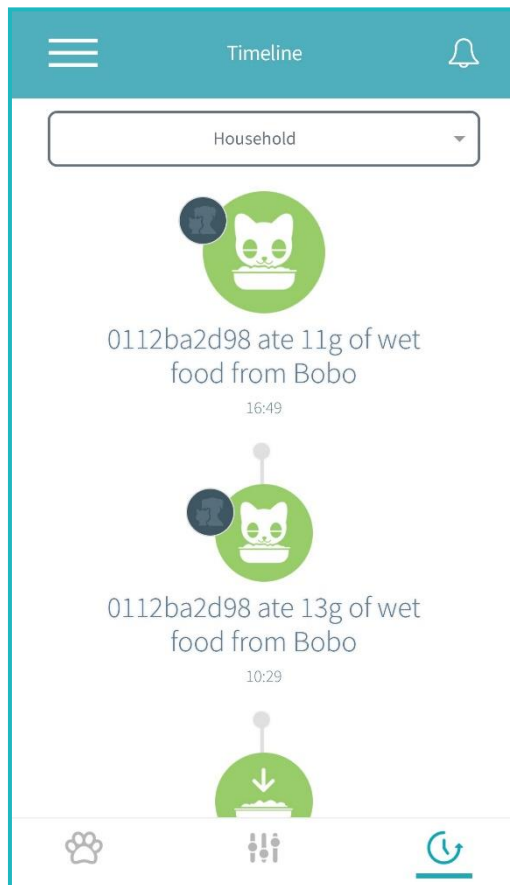 Timeline
Household
0112ba2d98 ate 11g of wet
food from Bobo
16:49
0112ba2d98 ate 13g of wet
food from Bobo
10:29